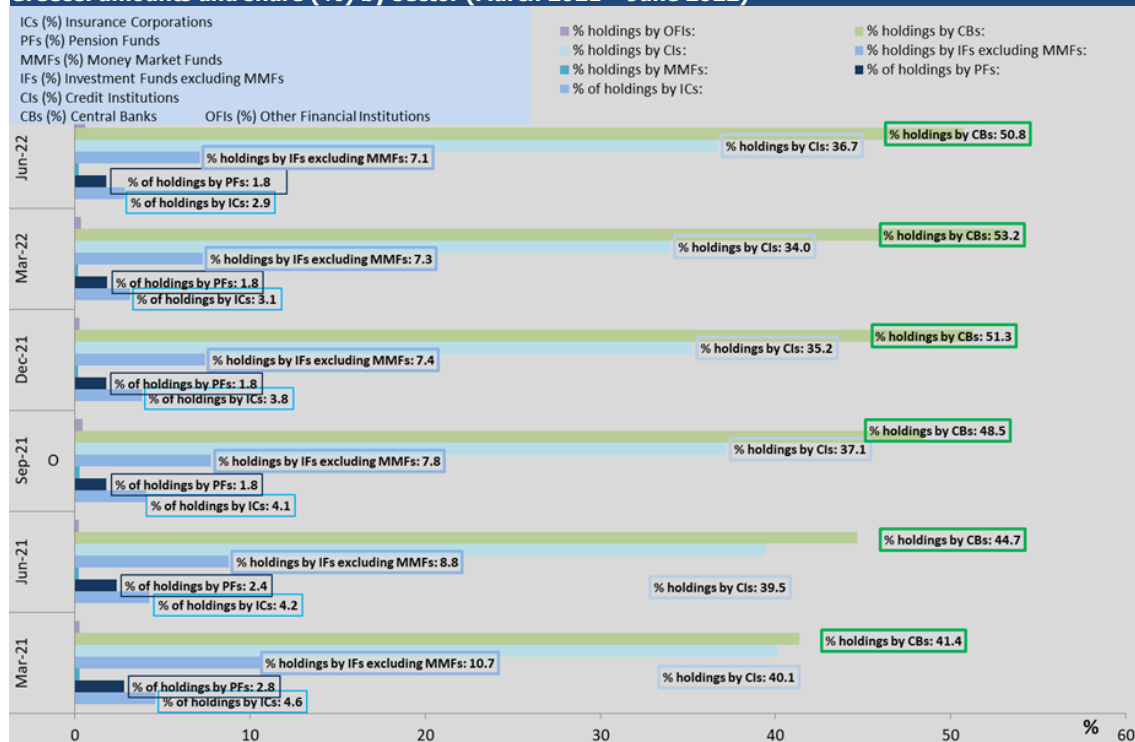 ICs (%) Insurance Corporations
PFs (%) Pension Funds
MMFs (%) Money Market Funds
IFs (%) Investment Funds excluding MMFs
CIs (%) Credit Institutions
CBs (%) Central Banks OFIs (%) Other Financial Institutions
% holdings by OFIs: % holdings by CBs:
% holdings by CIs: % holdings by IFs excluding MMFs:
% holdings by MMFs: % of holdings by PFs:
% of holdings by ICs:
Jun-22
% holdings by CBs: 50.8
% holdings by CIs: 36.7
% holdings by IFs excluding MMFs: 7.1
% of holdings by PFs: 1.8
% of holdings by ICs: 2.9
Mar-22
% holdings by CBs: 53.2
% holdings by CIs: 34.0
% holdings by IFs excluding MMFs: 7.3
% of holdings by PFs: 1.8
% of holdings by ICs: 3.1
Dec-21
% holdings by CBs: 51.3
% holdings by CIs: 35.2
% holdings by IFs excluding MMFs: 7.4
% of holdings by PFs: 1.8
% of holdings by ICs: 3.8
Sep-21
O
% holdings by CBs: 48.5
% holdings by CIs: 37.1
% holdings by IFs excluding MMFs: 7.8
% of holdings by PFs: 1.8
% of holdings by ICs: 4.1
Jun-21
% holdings by CBs: 44.7
% holdings by IFs excluding MMFs: 8.8
% of holdings by PFs: 2.4
% holdings by CIs: 39.5
% of holdings by ICs: 4.2
Mar-21
% holdings by CBs: 41.4
% holdings by IFs excluding MMFs: 10.7
% holdings by CIs: 40.1
% of holdings by PFs: 2.8
% of holdings by ICs: 4.6
%
0 10 20 30 40 50 60